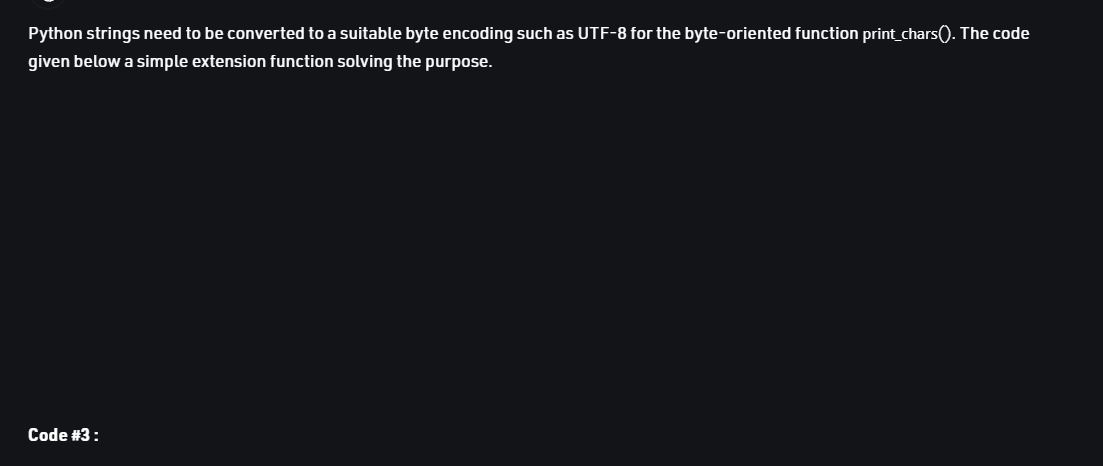 Python strings need to be converted to a suitable byte encoding such as UTF-8 for the byte-oriented function print_chars(). The code
given below a simple extension function solving the purpose.
Code #3 :